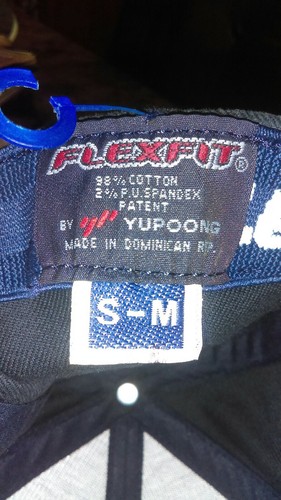 FLEXFIT®
98% COTTON
2% P.U. SPANDEX
PATENT
BY YUPOONG
MADE IN DOMINICAN RP.
S-M